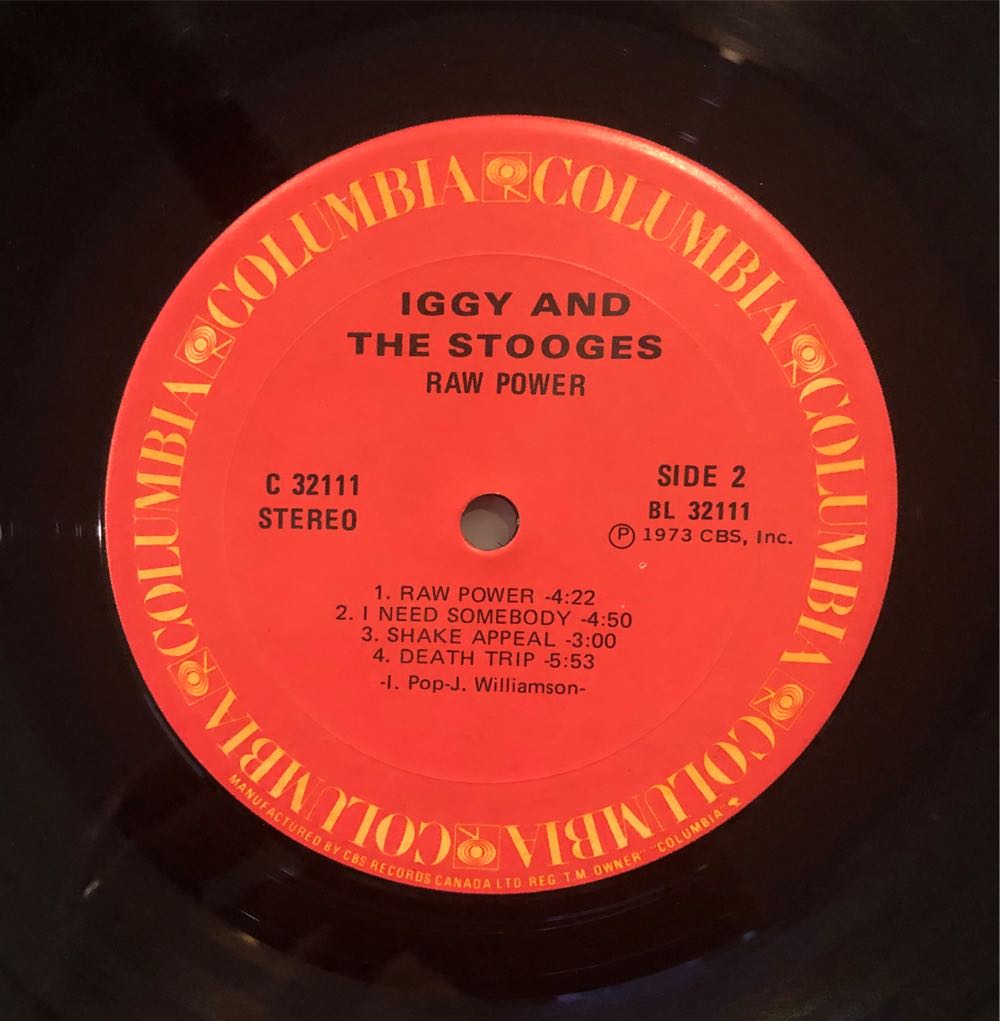 COLUMBIA COLUMBIA COLUMBIA COLUMBIA COLUMBIA COLUMBIA
IGGY AND
THE STOOGES
RAW POWER
C 32111
STEREO
SIDE 2
BL 32111
Ⓟ 1973 CBS, Inc.
1. RAW POWER -4:22
2. I NEED SOMEBODY -4:50
3. SHAKE APPEAL -3:00
4. DEATH TRIP -5:53
-I. Pop-J. Williamson-
MANUFACTURED BY CBS RECORDS CANADA LTD. REG. T.M. OWNER "COLUMBIA"